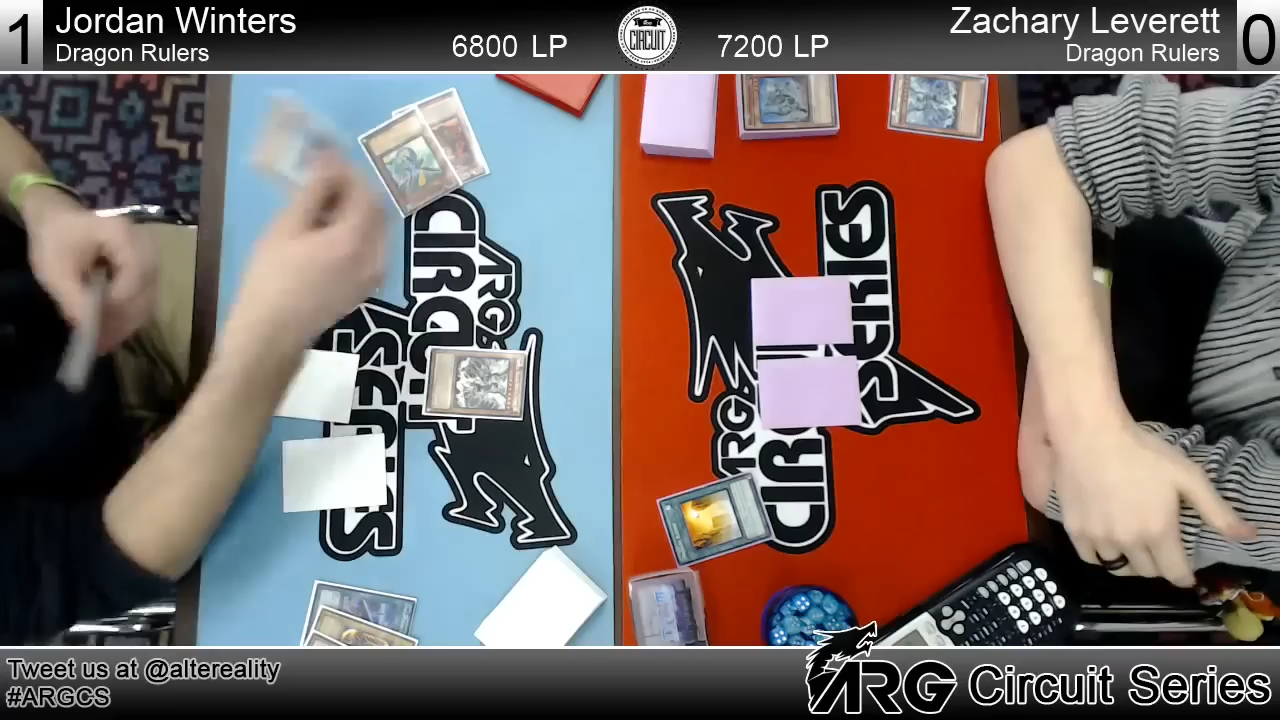 1
Jordan Winters
Dragon Rulers
6800 LP
CIRCUIT
7200 LP
Zachary Leverett
Dragon Rulers
0
ARG
CIRCUIT
SERIES
ARG
CIRCUIT
SERIES
Tweet us at @altereality
#ARGCS
ARG Circuit Series